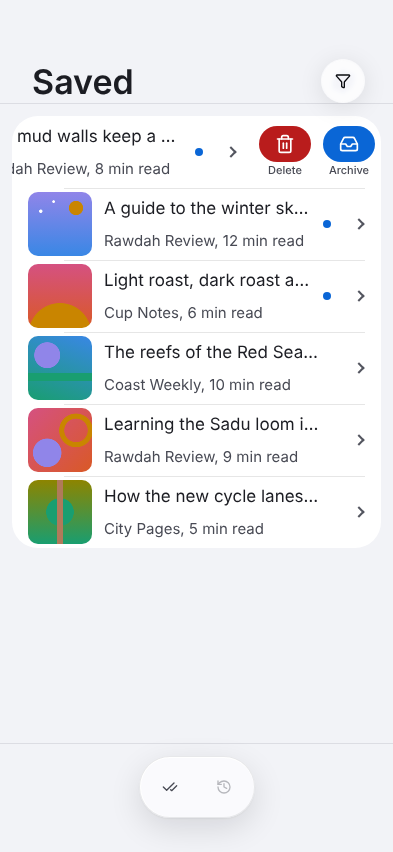 Saved
mud walls keep a ...
Review, 8 min read
Delete
Archive
A guide to the winter sk...
Rawdah Review, 12 min read
Light roast, dark roast a...
Cup Notes, 6 min read
The reefs of the Red Sea...
Coast Weekly, 10 min read
Learning the Sadu loom i...
Rawdah Review, 9 min read
How the new cycle lanes...
City Pages, 5 min read